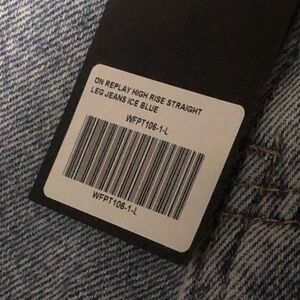 ON REPLAY HIGH RISE STRAIGHT
LEG JEANS ICE BLUE
WFPT106-1-L
WFPT106-1-L